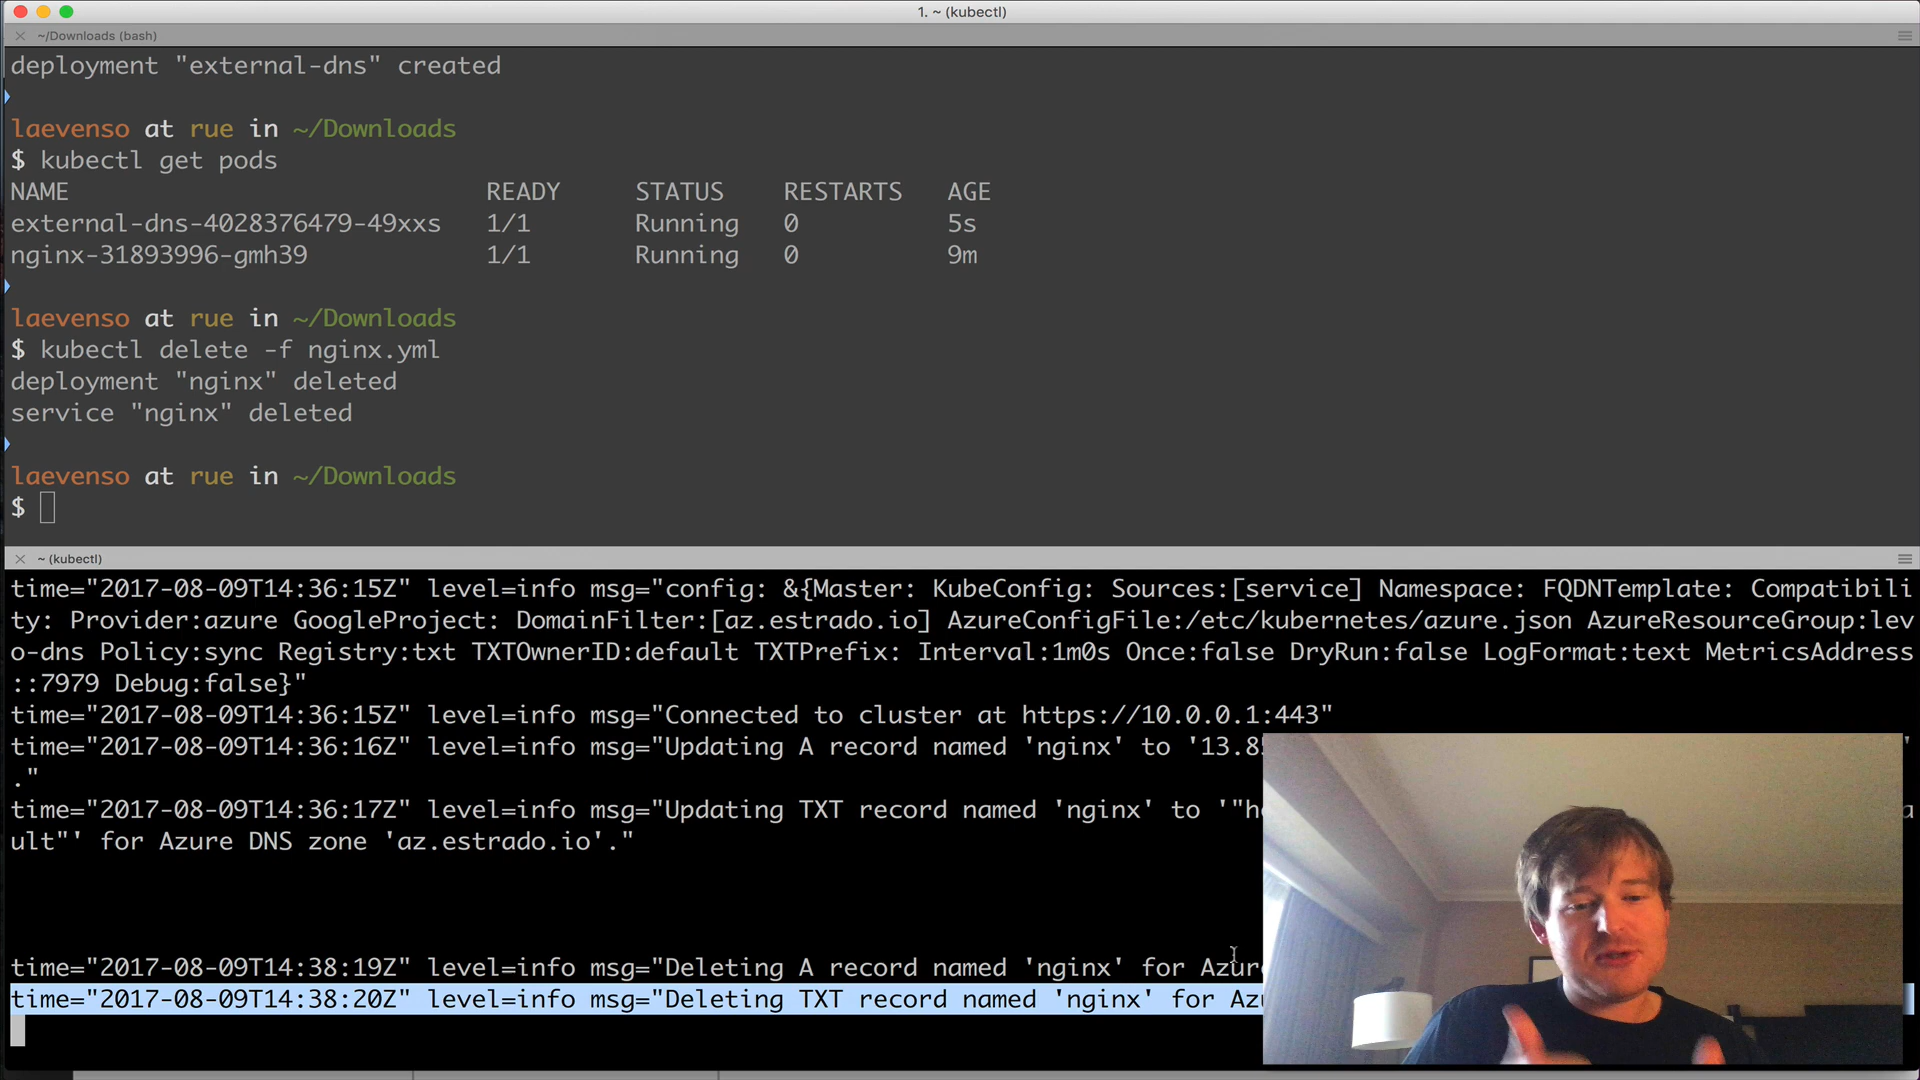 1. ~ (kubectl)
~/Downloads (bash)
deployment "external-dns" created
laevenso at rue in ~/Downloads
$ kubectl get pods
NAME READY STATUS RESTARTS AGE
external-dns-4028376479-49xxs 1/1 Running 0 5s
nginx-31893996-gmh39 1/1 Running 0 9m
laevenso at rue in ~/Downloads
$ kubectl delete -f nginx.yml
deployment "nginx" deleted
service "nginx" deleted
laevenso at rue in ~/Downloads
$
~ (kubectl)
time="2017-08-09T14:36:15Z" level=info msg="config: &{Master: KubeConfig: Sources:[service] Namespace: FQDNTemplate: Compatibili
ty: Provider:azure GoogleProject: DomainFilter:[az.estrado.io] AzureConfigFile:/etc/kubernetes/azure.json AzureResourceGroup:lev
o-dns Policy:sync Registry:txt TXTOwnerID:default TXTPrefix: Interval:1m0s Once:false DryRun:false LogFormat:text MetricsAddress
::7979 Debug:false}"
time="2017-08-09T14:36:15Z" level=info msg="Connected to cluster at https://10.0.0.1:443"
time="2017-08-09T14:36:16Z" level=info msg="Updating A record named 'nginx' to '13.8
."
time="2017-08-09T14:36:17Z" level=info msg="Updating TXT record named 'nginx' to '"h
ult"' for Azure DNS zone 'az.estrado.io'."
time="2017-08-09T14:38:19Z" level=info msg="Deleting A record named 'nginx' for Azur
time="2017-08-09T14:38:20Z" level=info msg="Deleting TXT record named 'nginx' for Az